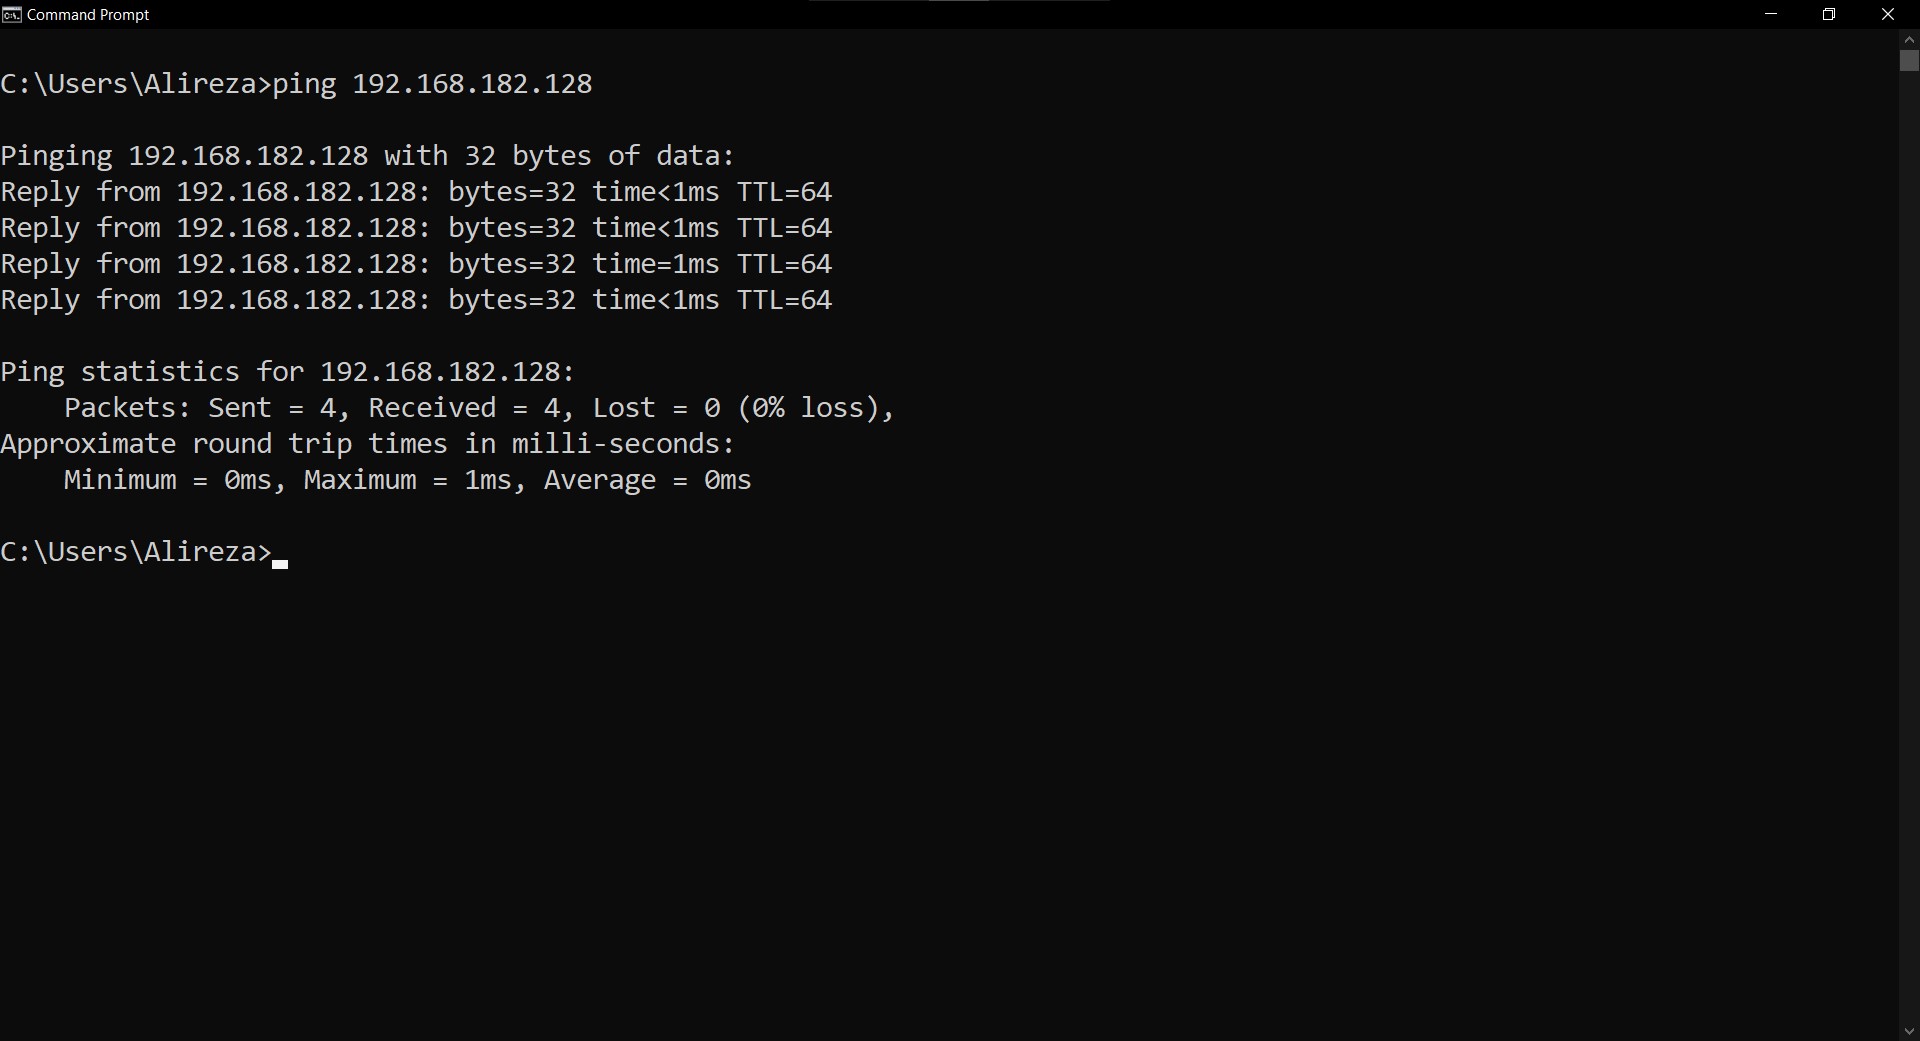 Command Prompt
C:\Users\Alireza>ping 192.168.182.128
Pinging 192.168.182.128 with 32 bytes of data:
Reply from 192.168.182.128: bytes=32 time<1ms TTL=64
Reply from 192.168.182.128: bytes=32 time<1ms TTL=64
Reply from 192.168.182.128: bytes=32 time=1ms TTL=64
Reply from 192.168.182.128: bytes=32 time<1ms TTL=64
Ping statistics for 192.168.182.128:
    Packets: Sent = 4, Received = 4, Lost = 0 (0% loss),
Approximate round trip times in milli-seconds:
    Minimum = 0ms, Maximum = 1ms, Average = 0ms
C:\Users\Alireza>